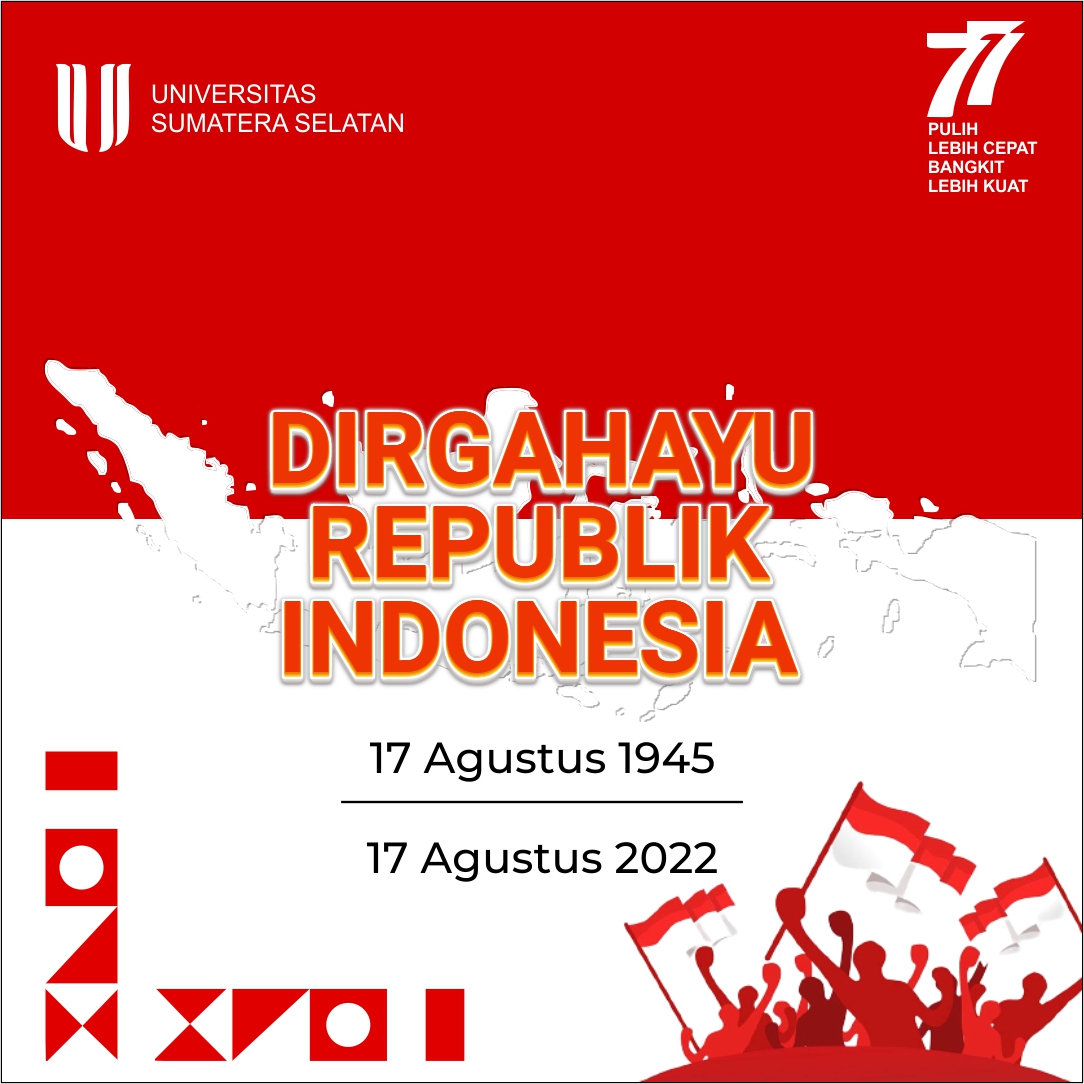 UNIVERSITAS
SUMATERA SELATAN
77
PULIH
LEBIH CEPAT
BANGKIT
LEBIH KUAT
DIRGAHAYU
REPUBLIK
INDONESIA
17 Agustus 1945
17 Agustus 2022